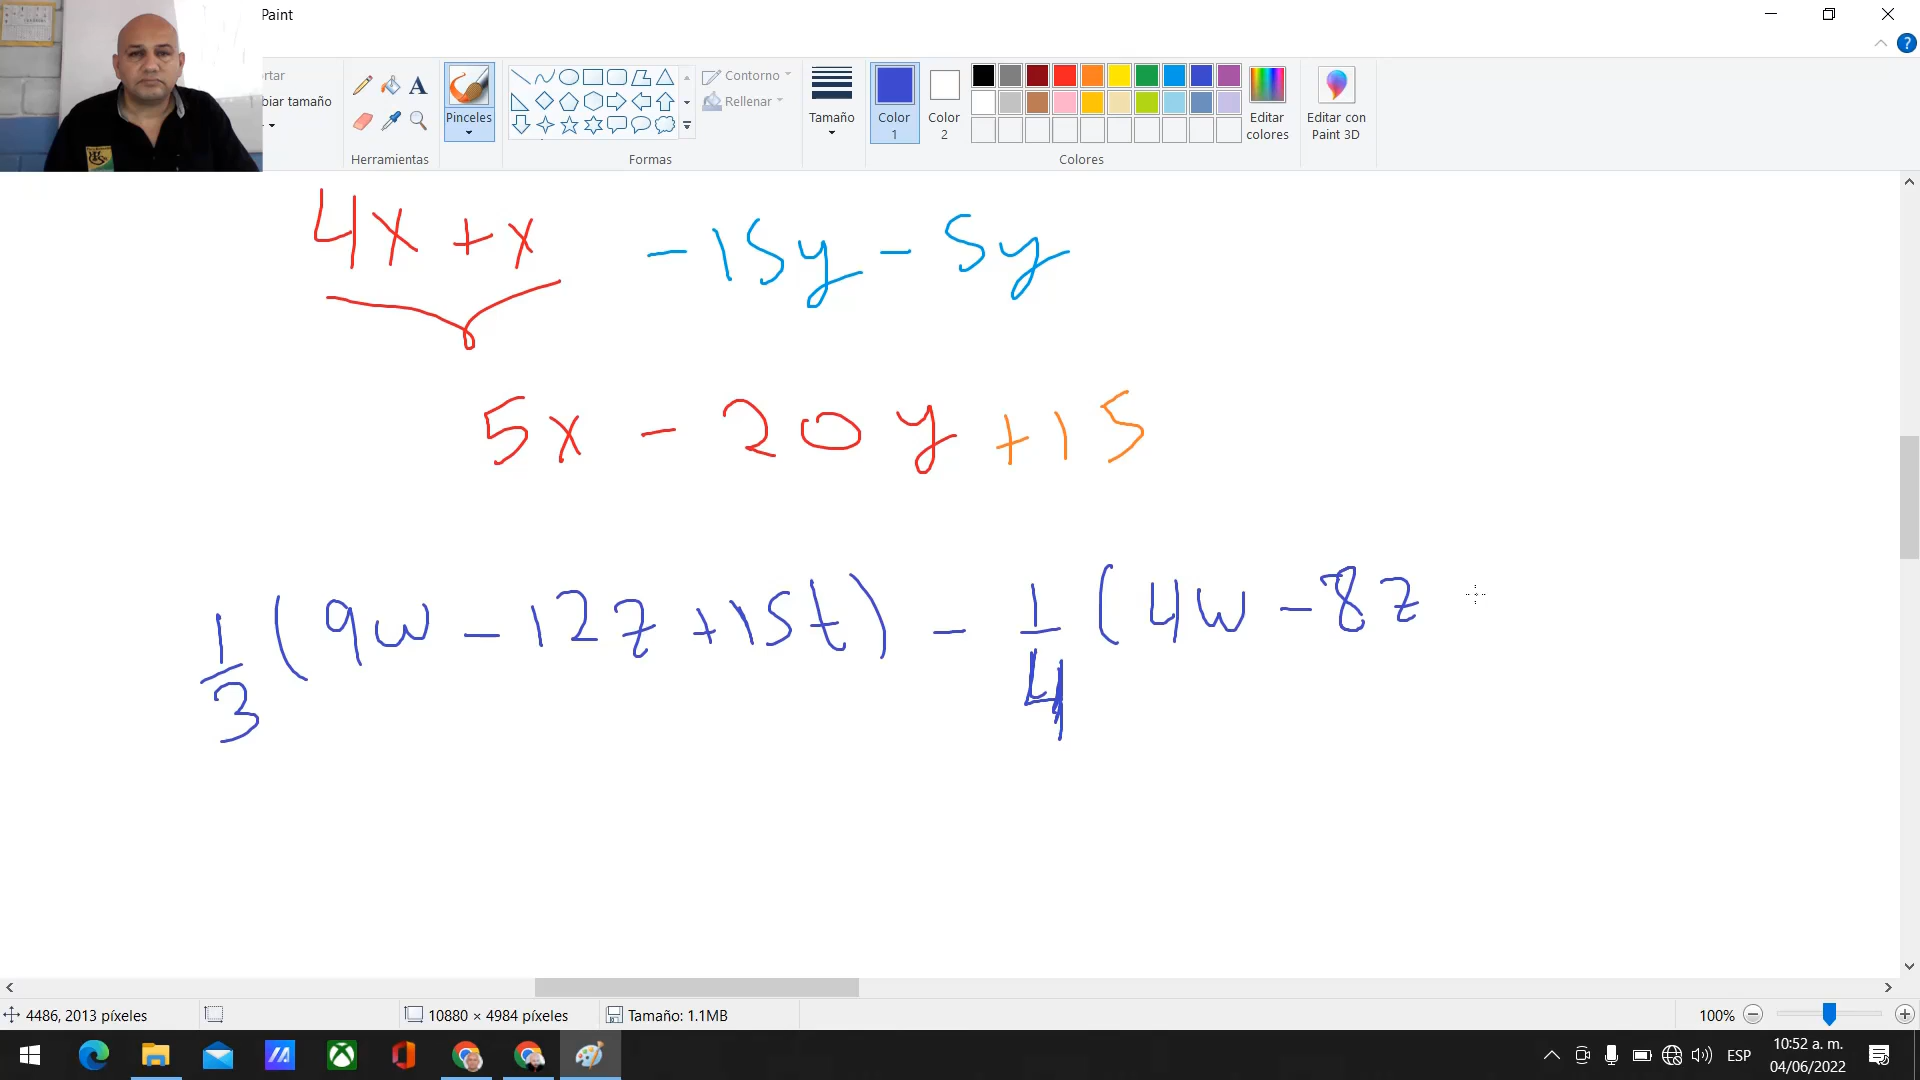 Paint
ortar
biar tamaño
Pinceles
Contorno
Rellenar
Tamaño
Color 1
Color 2
Editar colores
Editar con Paint 3D
Herramientas
Formas
Colores
4x + x - 15y - 5y
5x - 20y + 15
1/3 (9w - 12z + 15t) - 1/4 (4w - 8z
4486, 2013 píxeles
10880 × 4984 píxeles
Tamaño: 1.1MB
100%
ESP
10:52 a. m.
04/06/2022